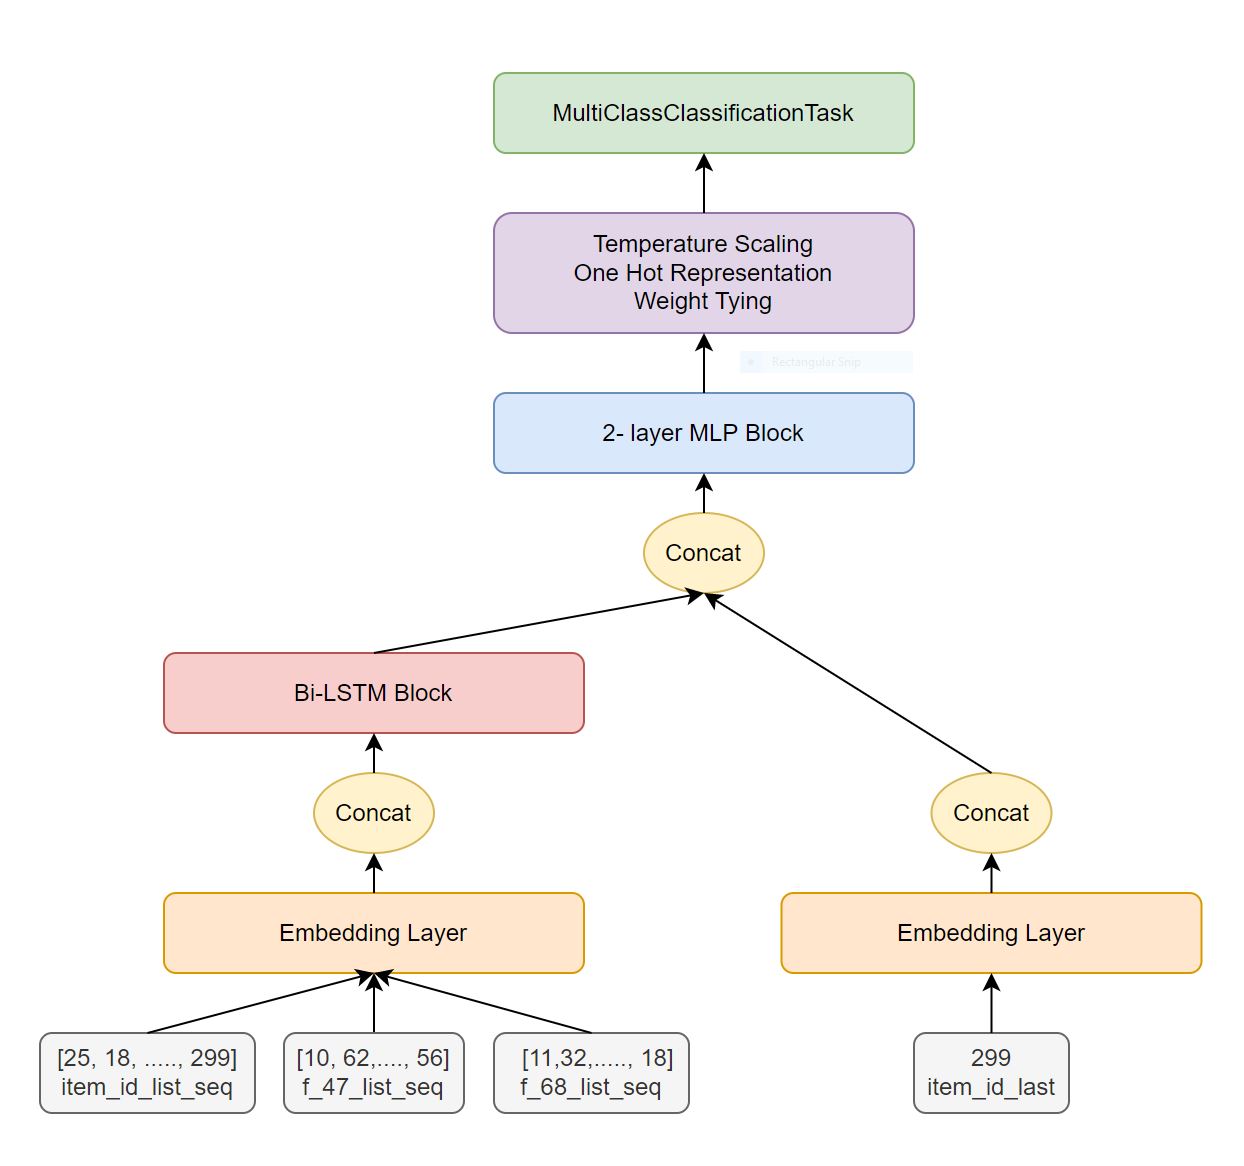 MultiClassClassificationTask
Temperature Scaling
One Hot Representation
Weight Tying
Rectangular Snip
2- layer MLP Block
Concat
Bi-LSTM Block
Concat
Concat
Embedding Layer
Embedding Layer
[25, 18, ....., 299]
item_id_list_seq
[10, 62,...., 56]
f_47_list_seq
[11,32,....., 18]
f_68_list_seq
299
item_id_last